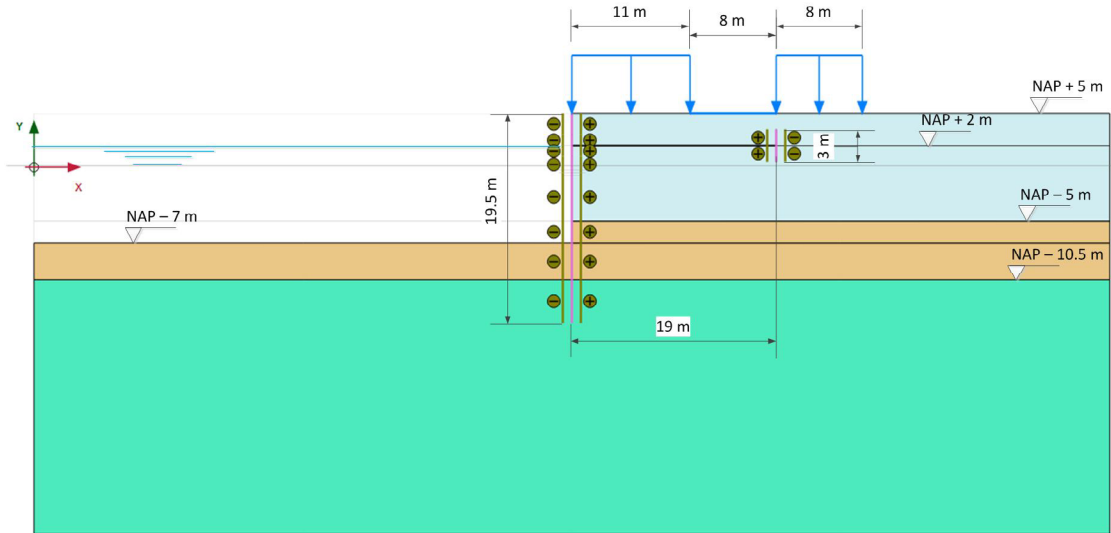 11 m
8 m
8 m
NAP + 5 m
Y
NAP + 2 m
3 m
X
19.5 m
NAP – 5 m
NAP – 7 m
NAP – 10.5 m
19 m